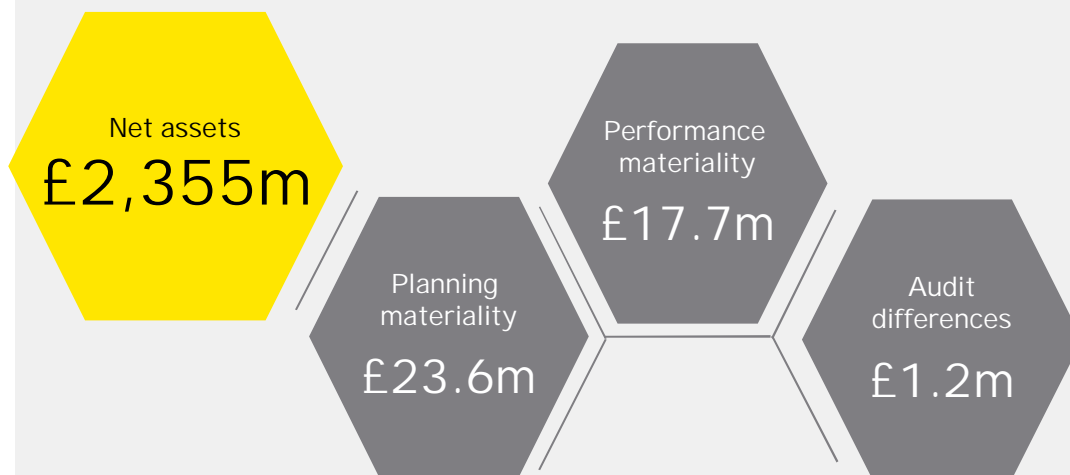 Net assets
£2,355m
Performance
materiality
£17.7m
Planning
materiality
£23.6m
Audit
differences
£1.2m